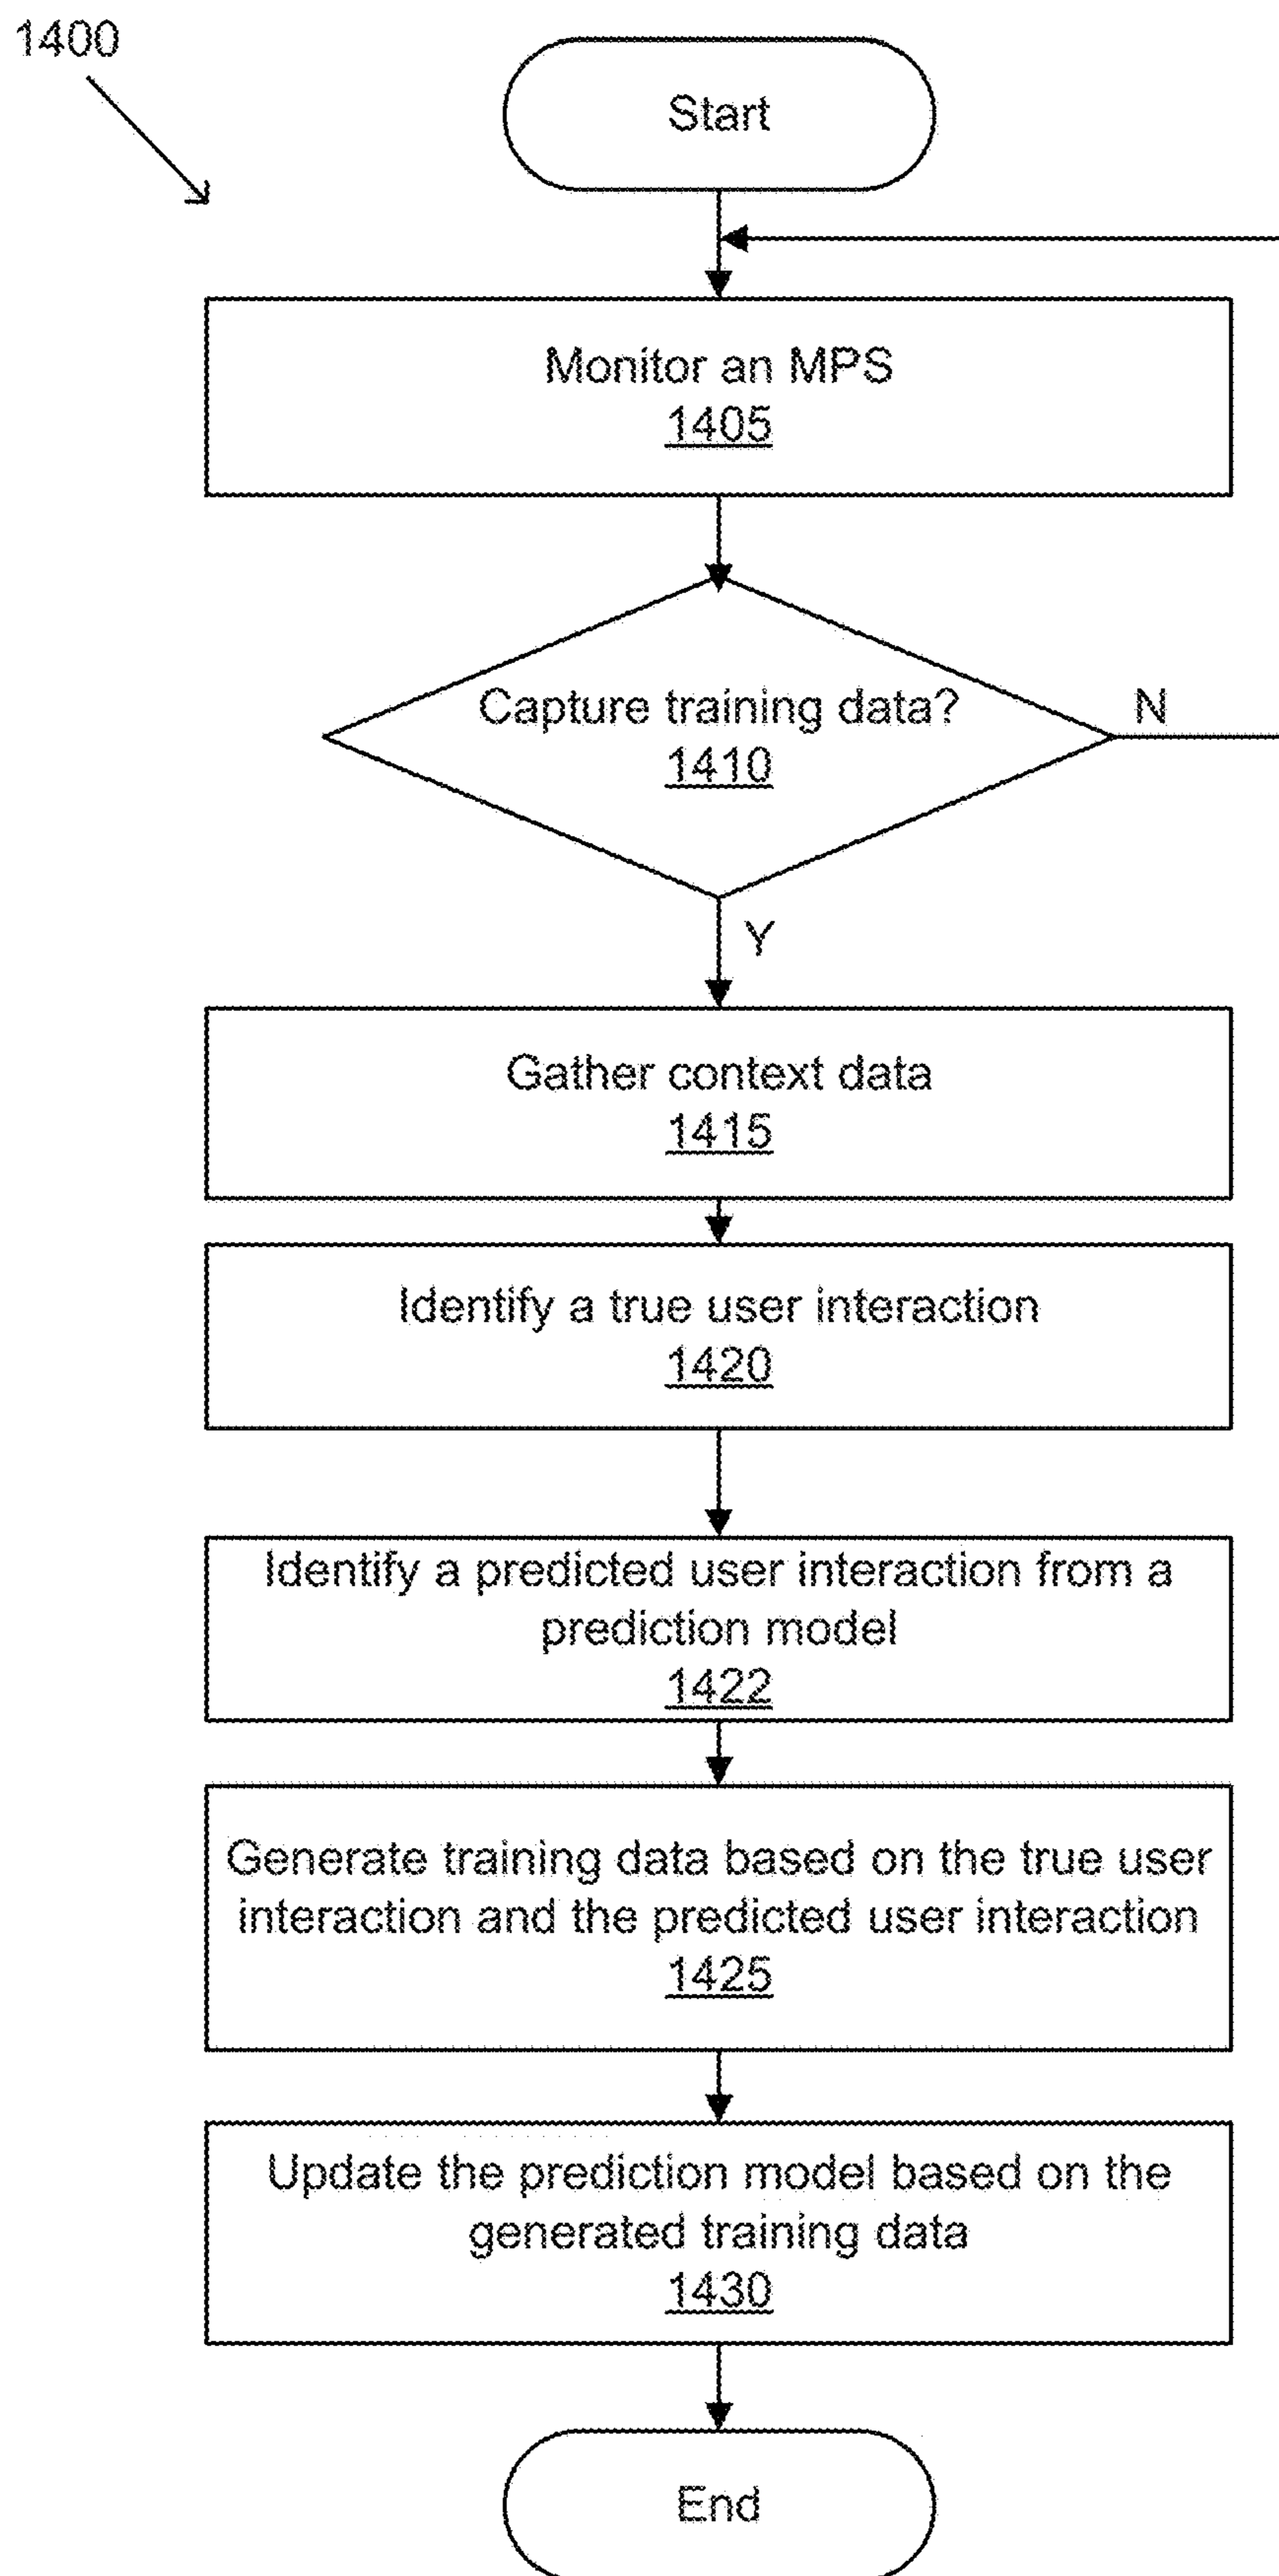 1400
Start
Monitor an MPS
1405
Capture training data?
1410
N
Y
Gather context data
1415
Identify a true user interaction
1420
Identify a predicted user interaction from a
prediction model
1422
Generate training data based on the true user
interaction and the predicted user interaction
1425
Update the prediction model based on the
generated training data
1430
End